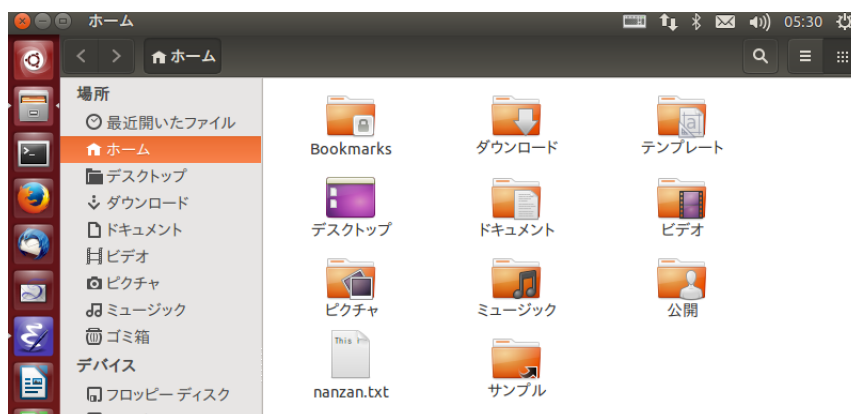 ホーム
05:30
ホーム
場所
最近開いたファイル
ホーム
デスクトップ
ダウンロード
ドキュメント
ビデオ
ピクチャ
ミュージック
ゴミ箱
デバイス
フロッピー ディスク
Bookmarks
ダウンロード
テンプレート
デスクトップ
ドキュメント
ビデオ
ピクチャ
ミュージック
公開
This
nanzan.txt
サンプル